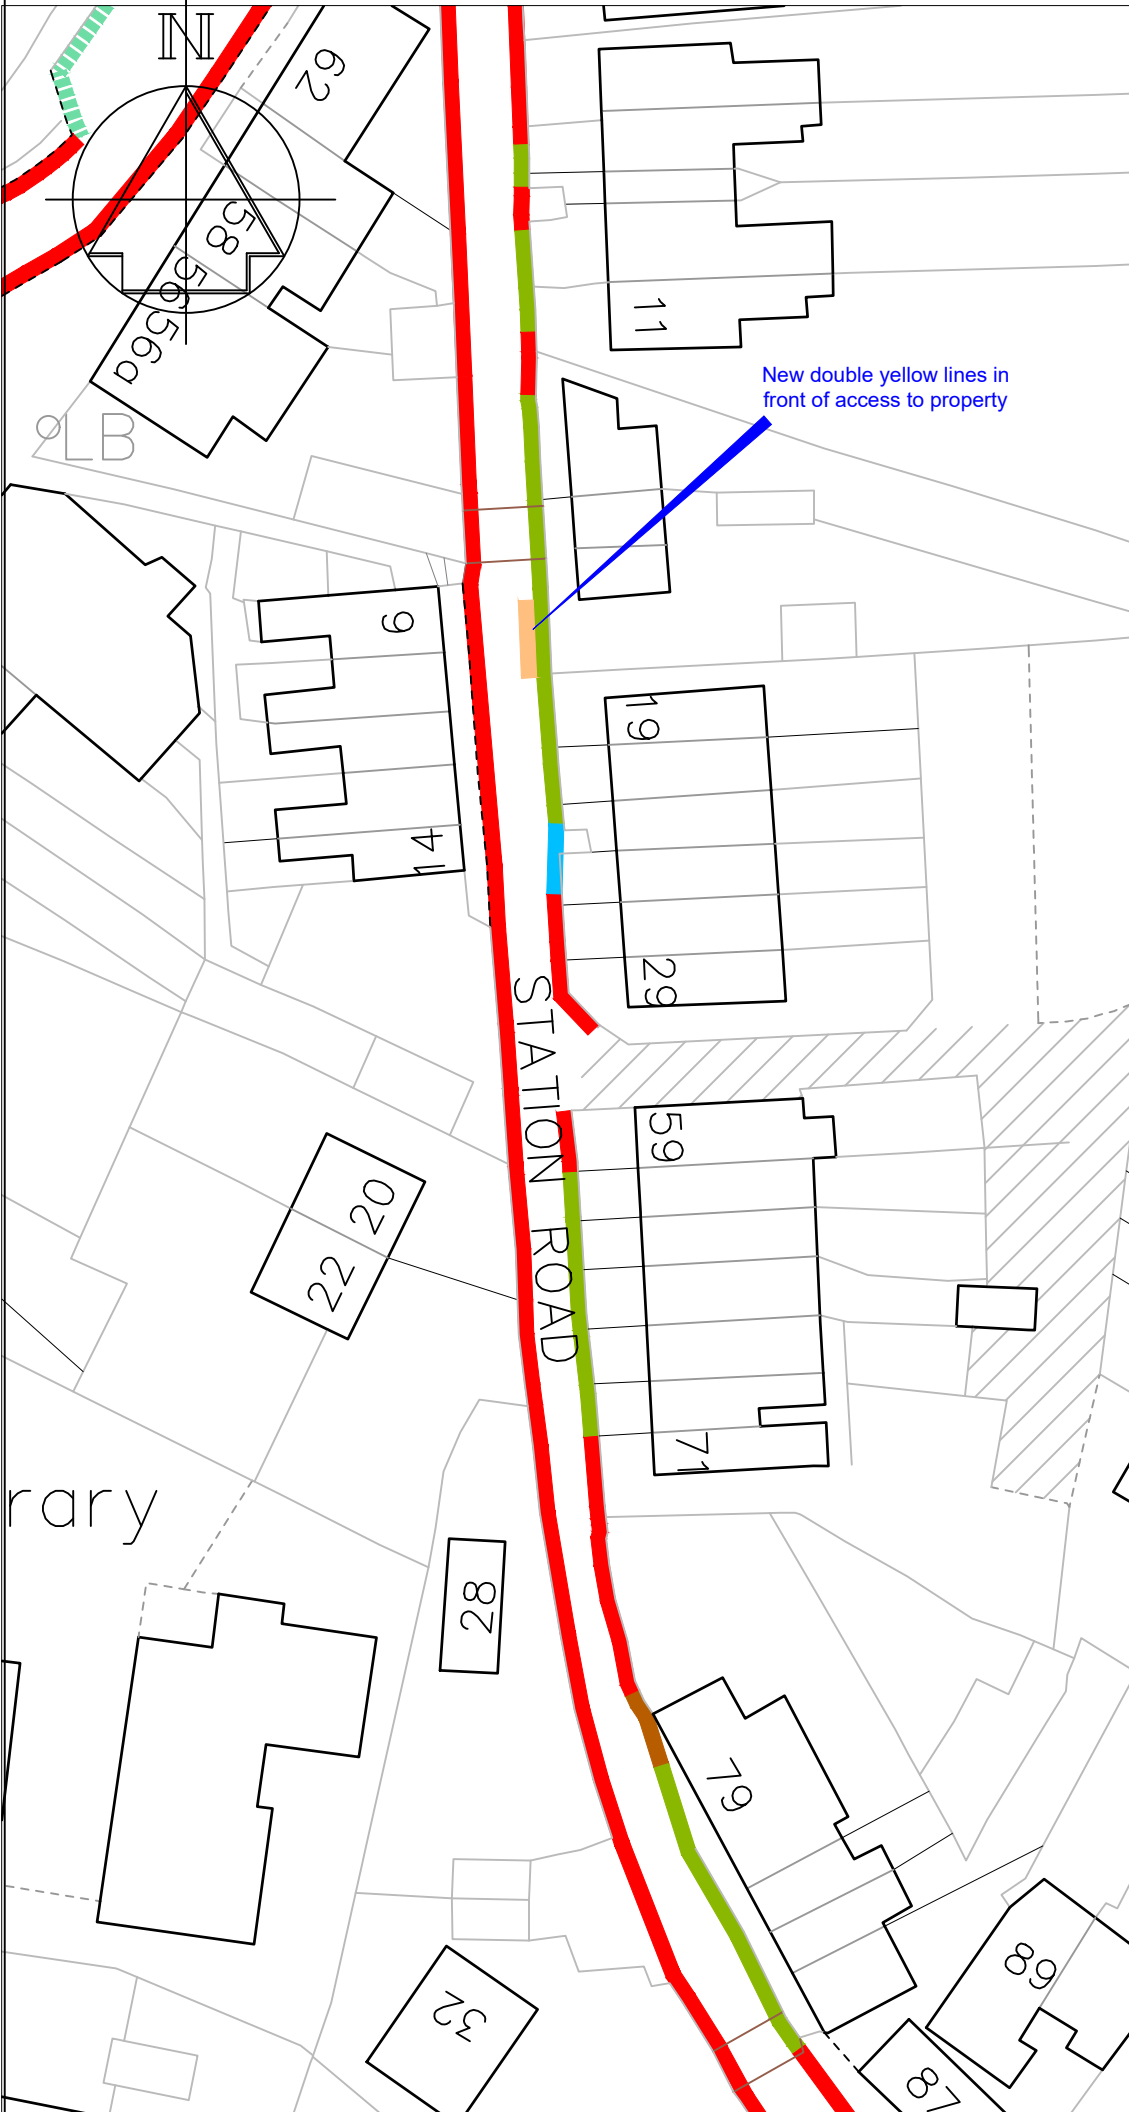 N
62
58
56
56a
LB
11
New double yellow lines in
front of access to property
9
19
14
29
STATION ROAD
59
20
22
71
rary
28
79
89
32
87